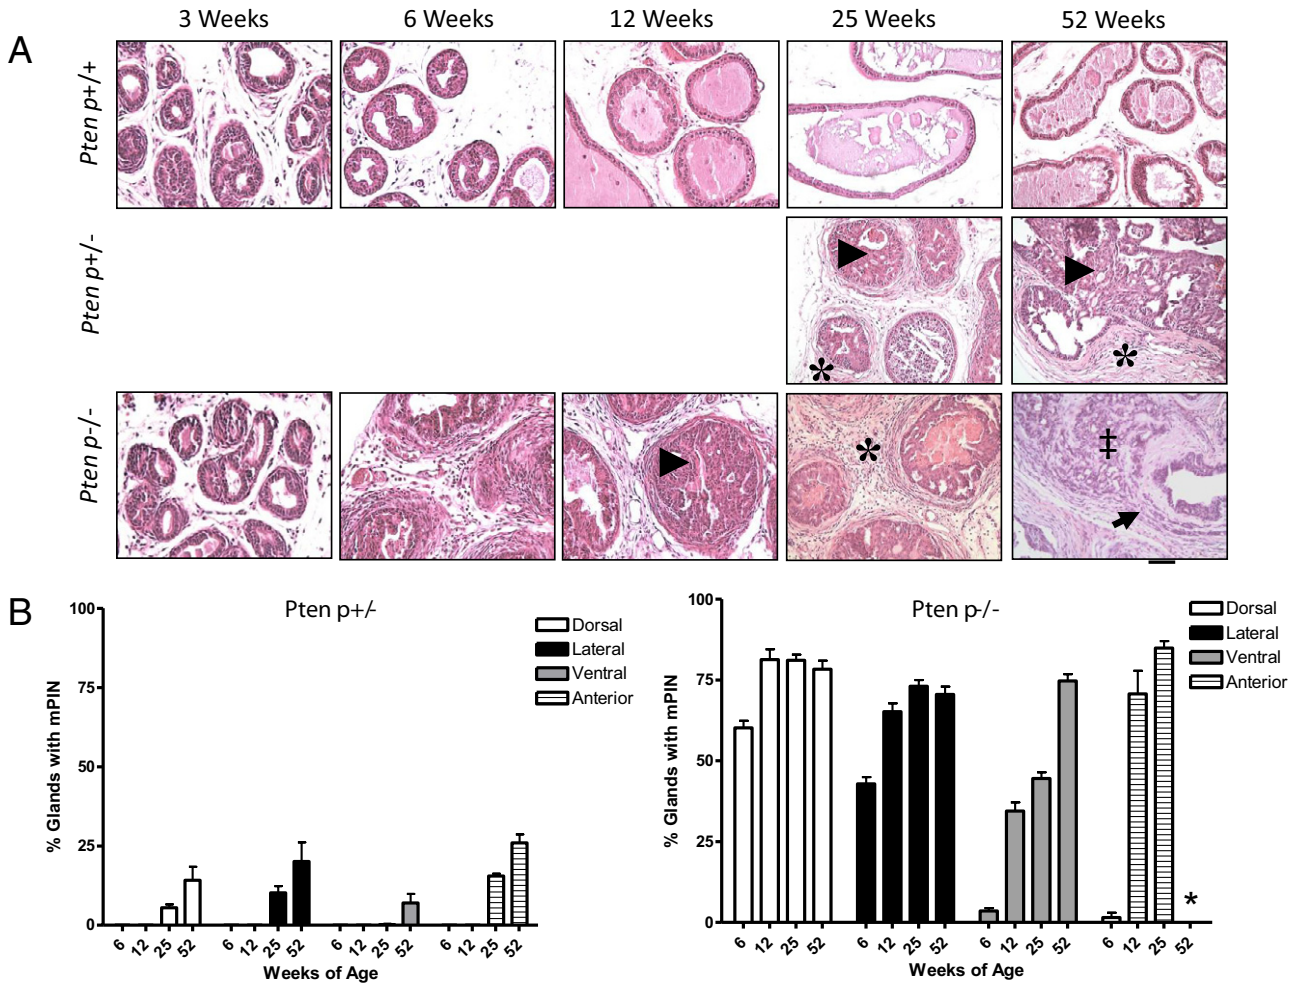 3 Weeks 6 Weeks 12 Weeks 25 Weeks 52 Weeks
A
Pten p+/+
Pten p+/-
*
*
Pten p-/-
*
‡
B
Pten p+/-
100
75
50
25
0
% Glands with mPIN
Dorsal
Lateral
Ventral
Anterior
6 12 25 52 6 12 25 52 6 12 25 52 6 12 25 52
Weeks of Age
Pten p-/-
100
75
50
25
0
% Glands with mPIN
Dorsal
Lateral
Ventral
Anterior
*
6 12 25 52 6 12 25 52 6 12 25 52 6 12 25 52
Weeks of Age